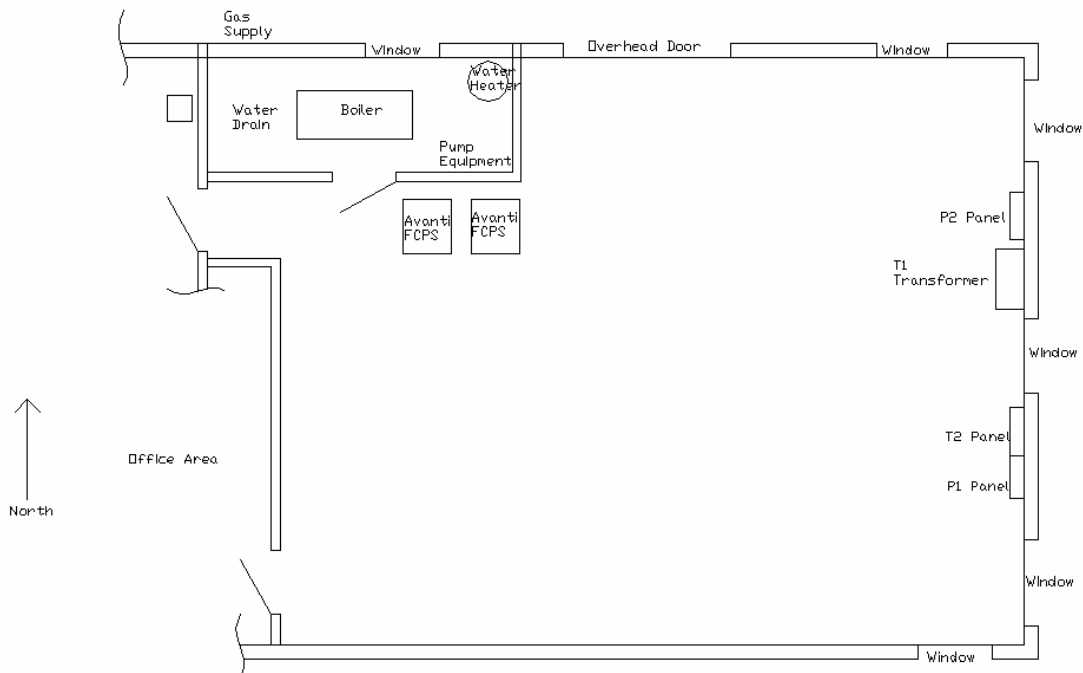 Gas
Supply
Window
Overhead Door
Window
Water
Heater
Water
Drain
Boiler
Window
Pump
Equipment
P2 Panel
Avanti
FCPS
Avanti
FCPS
T1
Transformer
Window
T2 Panel
Office Area
P1 Panel
North
Window
Window